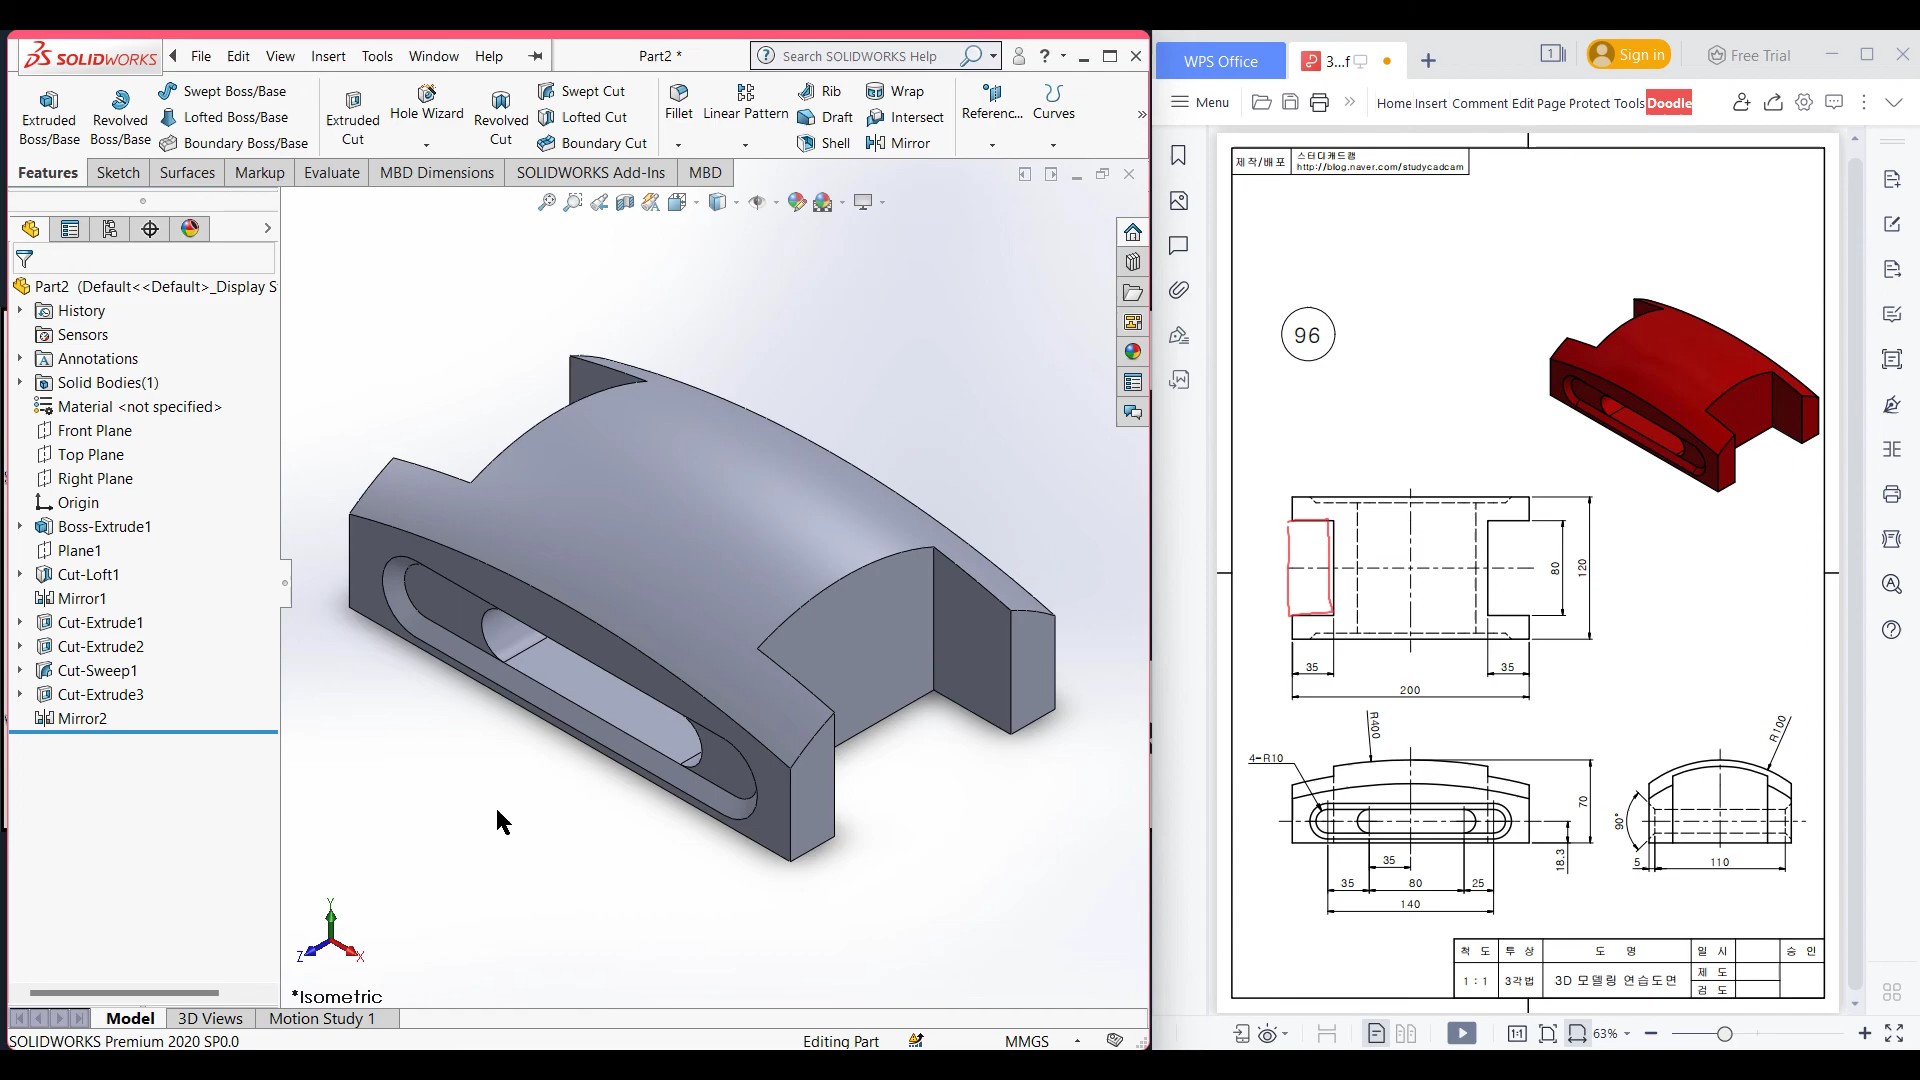 SOLIDWORKS File Edit View Insert Tools Window Help Part2 * Search SOLIDWORKS Help ?
Extruded Boss/Base
Revolved Boss/Base
Swept Boss/Base
Lofted Boss/Base
Boundary Boss/Base
Extruded Cut
Hole Wizard
Revolved Cut
Swept Cut
Lofted Cut
Boundary Cut
Fillet
Linear Pattern
Rib
Draft
Shell
Wrap
Intersect
Mirror
Referenc...
Curves
Features Sketch Surfaces Markup Evaluate MBD Dimensions SOLIDWORKS Add-Ins MBD
Part2 (Default<<Default>_Display S
History
Sensors
Annotations
Solid Bodies(1)
Material <not specified>
Front Plane
Top Plane
Right Plane
Origin
Boss-Extrude1
Plane1
Cut-Loft1
Mirror1
Cut-Extrude1
Cut-Extrude2
Cut-Sweep1
Cut-Extrude3
Mirror2
Y
Z X
*Isometric
Model 3D Views Motion Study 1
SOLIDWORKS Premium 2020 SP0.0 Editing Part MMGS
WPS Office 3...f 1 Sign in Free Trial
Menu Home Insert Comment Edit Page Protect Tools Doodle
제작/배포
스터디캐드캠
http://blog.naver.com/studycadcam
96
80
120
35 35
200
R400
R100
4-R10
70
90°
18.3
35
35 80 25
140
5 110
척 도 투 상 도 명 일 시 승 인
1 : 1 3각법 3D 모델링 연습도면 제 도
검 도
1:1 63%